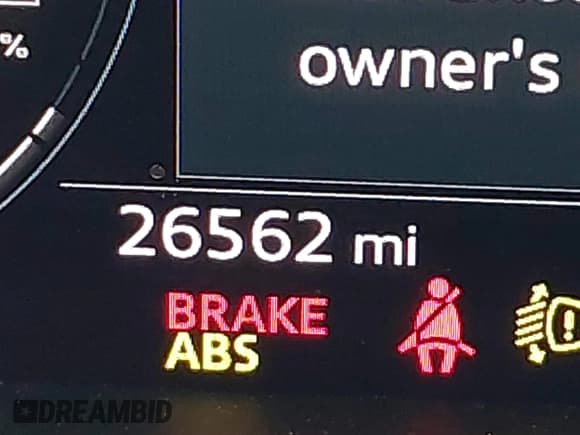 %
owner's
26562 mi
BRAKE
ABS
DREAMBID